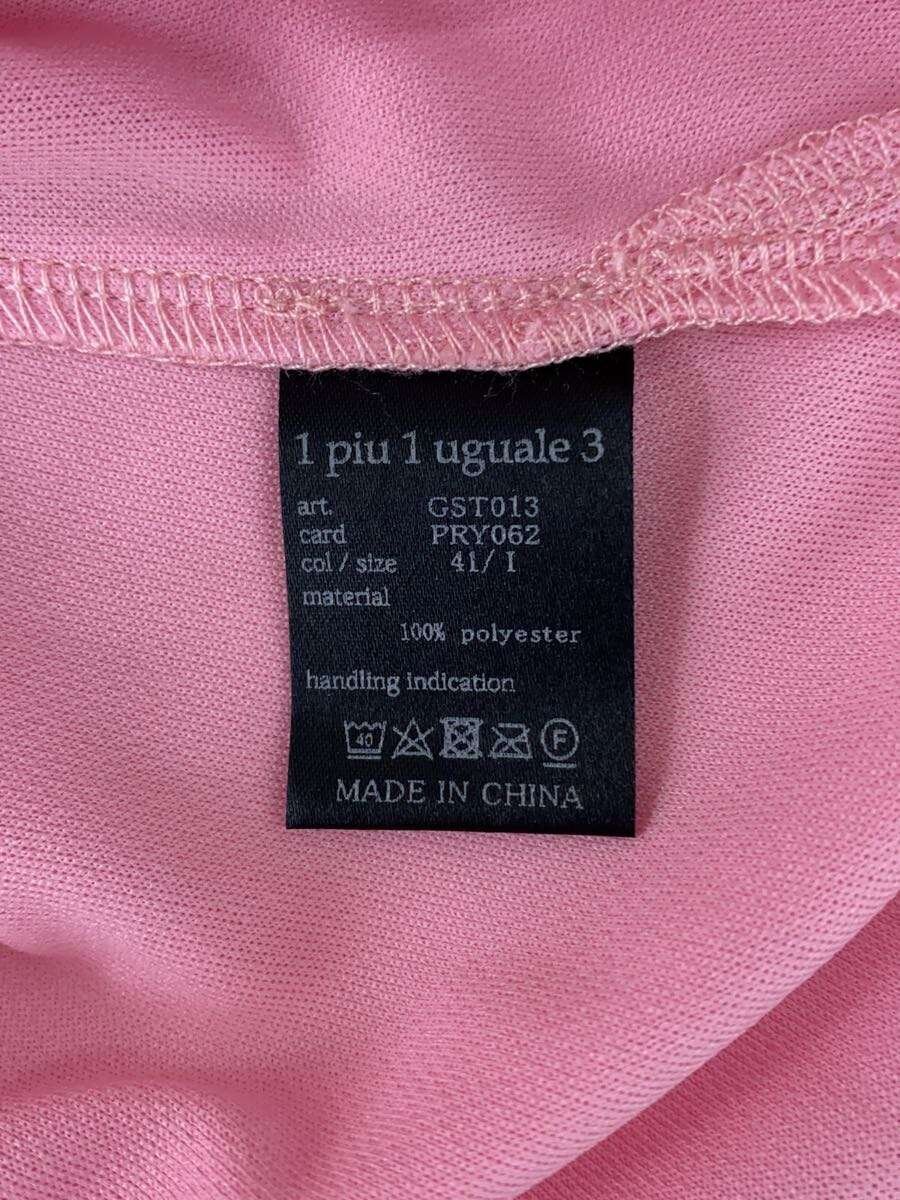 1 piu 1 uguale 3
art. GST013
card PRY062
col / size 41/ I
material
100% polyester
handling indication
40 F
MADE IN CHINA